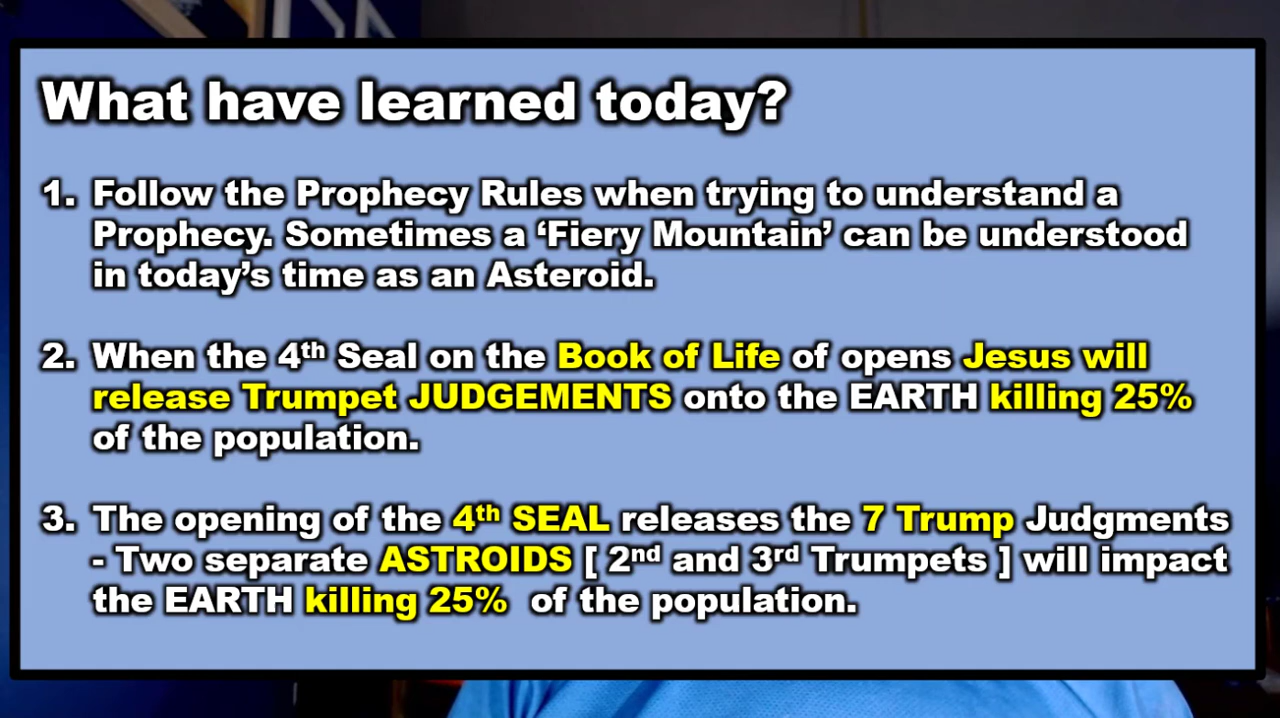 What have learned today?
1. Follow the Prophecy Rules when trying to understand a
Prophecy. Sometimes a ‘Fiery Mountain’ can be understood
in today’s time as an Asteroid.
2. When the 4th Seal on the Book of Life of opens Jesus will
release Trumpet JUDGEMENTS onto the EARTH killing 25%
of the population.
3. The opening of the 4th SEAL releases the 7 Trump Judgments
- Two separate ASTROIDS [ 2nd and 3rd Trumpets ] will impact
the EARTH killing 25% of the population.